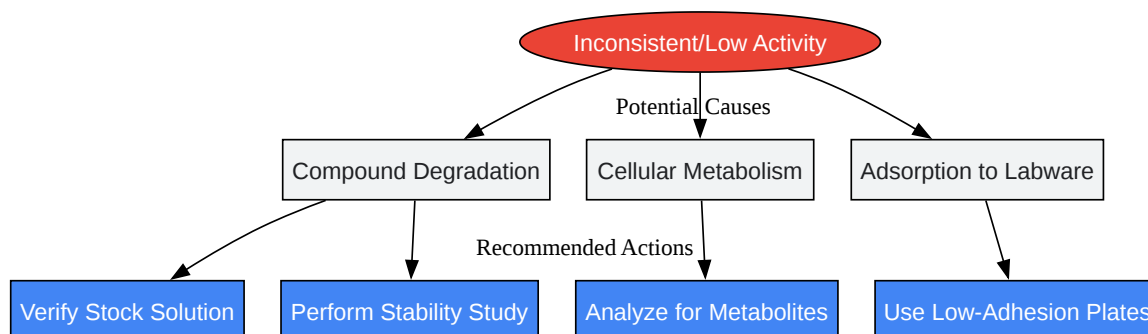 Inconsistent/Low Activity
Potential Causes
Compound Degradation
Cellular Metabolism
Adsorption to Labware
Recommended Actions
Verify Stock Solution
Perform Stability Study
Analyze for Metabolites
Use Low-Adhesion Plates